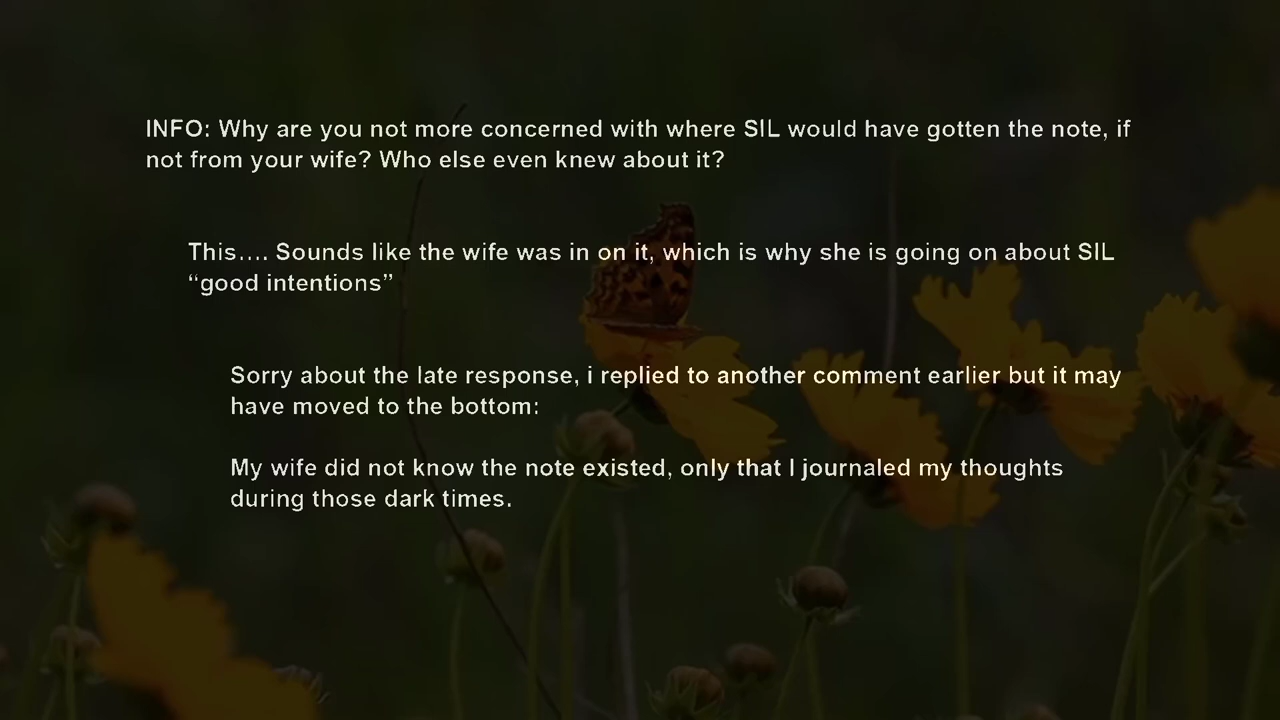 INFO: Why are you not more concerned with where SIL would have gotten the note, if
not from your wife? Who else even knew about it?
This.... Sounds like the wife was in on it, which is why she is going on about SIL
“good intentions”
Sorry about the late response, i replied to another comment earlier but it may
have moved to the bottom:
My wife did not know the note existed, only that I journaled my thoughts
during those dark times.